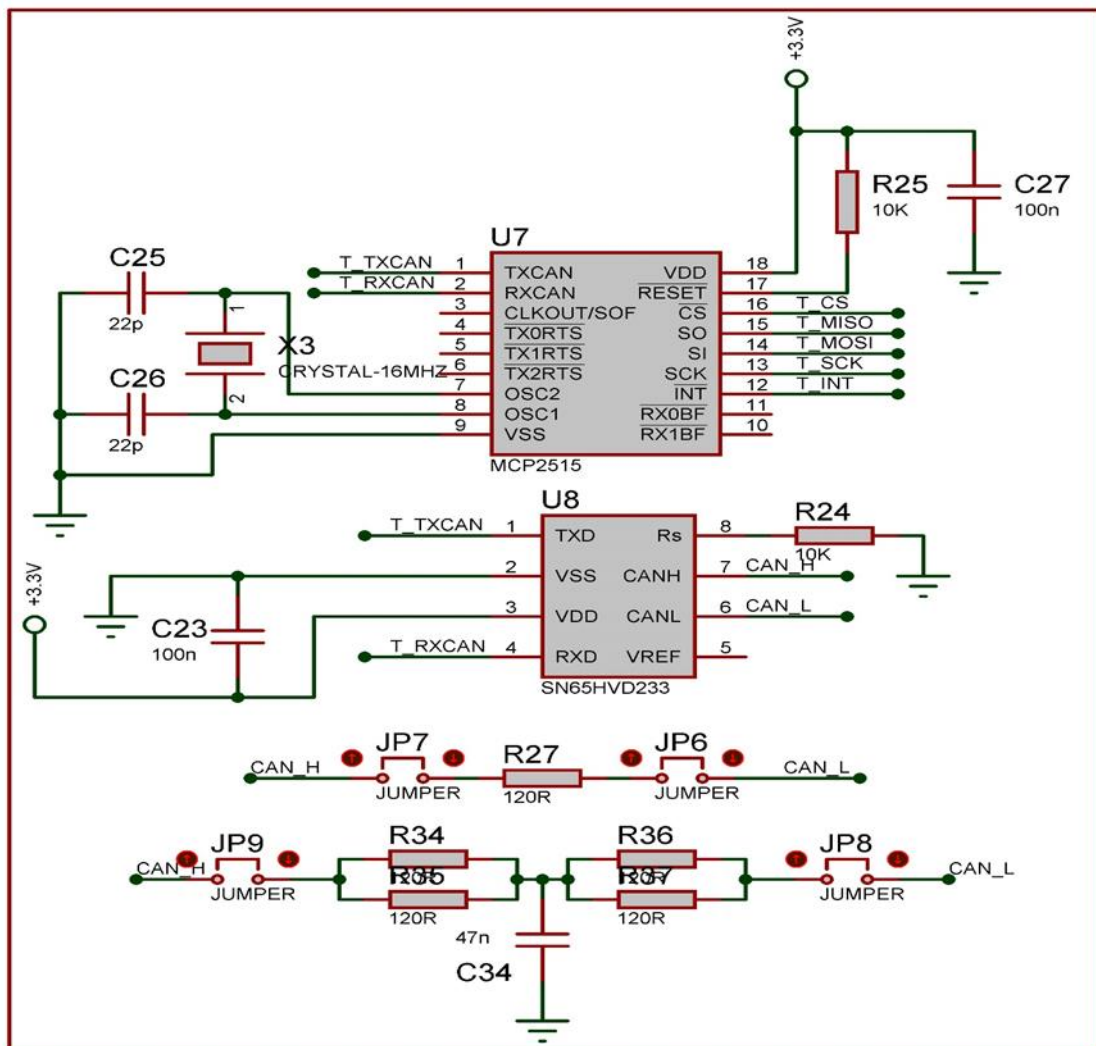 +3.3V
R25
10K
C27
100n
U7
C25
22p
1
X3
CRYSTAL-16MHZ
2
C26
22p
T_TXCAN 1 TXCAN VDD 18
T_RXCAN 2 RXCAN RESET 17
3 CLKOUT/SOF CS 16 T_CS
4 TX0RTS SO 15 T_MISO
5 TX1RTS SI 14 T_MOSI
6 TX2RTS SCK 13 T_SCK
7 OSC2 INT 12 T_INT
8 OSC1 RX0BF 11
9 VSS RX1BF 10
MCP2515
U8
R24
10K
T_TXCAN 1 TXD Rs 8
2 VSS CANH 7 CAN_H
3 VDD CANL 6 CAN_L
T_RXCAN 4 RXD VREF 5
SN65HVD233
+3.3V
C23
100n
JP7 R27 JP6
CAN_H CAN_L
JUMPER 120R JUMPER
JP9 R34 R36 JP8
CAN_H CAN_L
R35 R37
JUMPER 120R 120R JUMPER
47n
C34